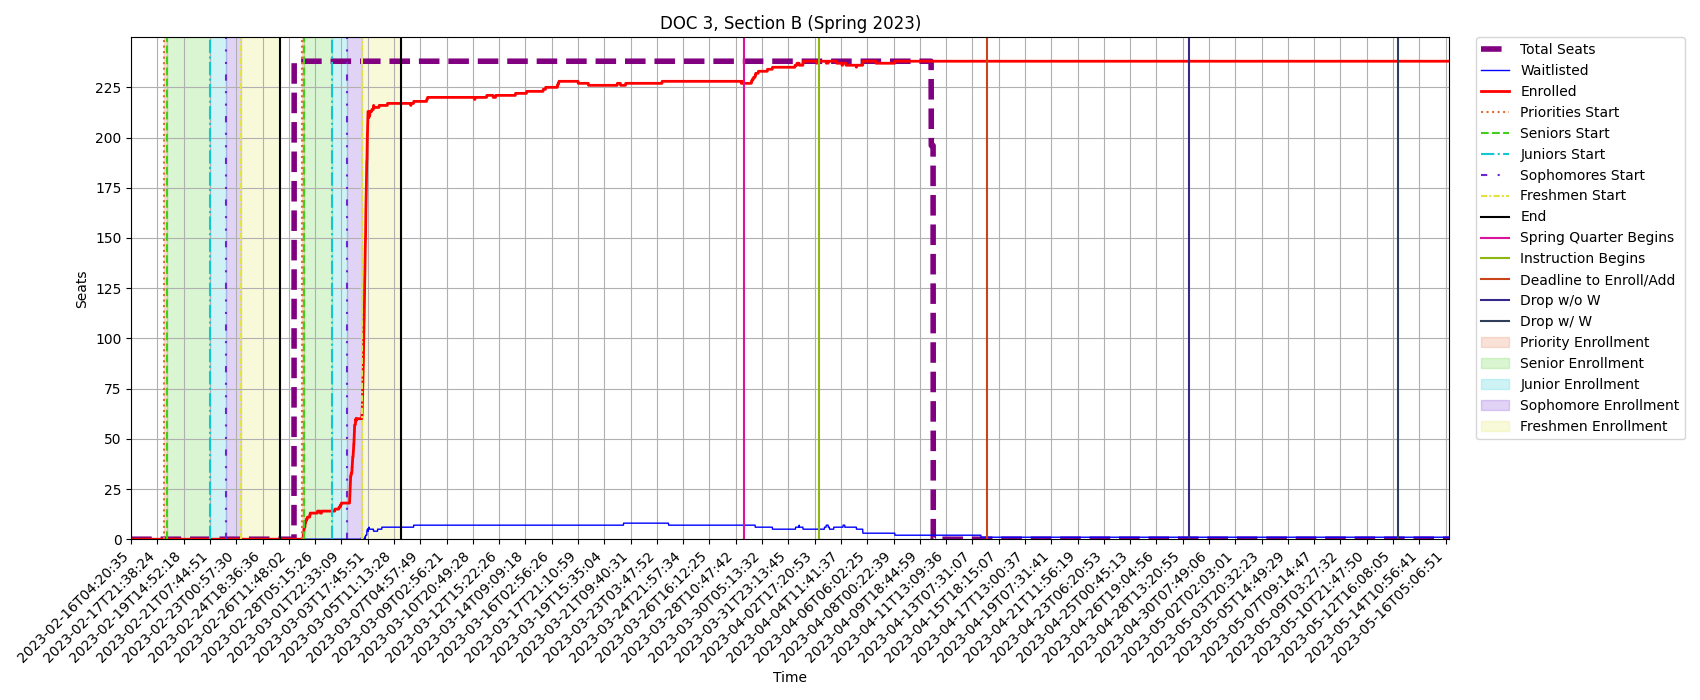 DOC 3, Section B (Spring 2023)
Seats
225
200
175
150
125
100
75
50
25
0
2023-02-16T04:20:35
2023-02-17T21:38:24
2023-02-19T14:52:18
2023-02-21T07:44:51
2023-02-23T00:57:30
2023-02-24T18:36:36
2023-02-26T11:48:02
2023-02-28T05:15:26
2023-03-01T22:33:09
2023-03-03T17:45:51
2023-03-05T11:13:28
2023-03-07T04:57:49
2023-03-09T02:56:21
2023-03-10T20:49:28
2023-03-12T15:22:26
2023-03-14T09:09:18
2023-03-16T02:56:26
2023-03-17T21:10:59
2023-03-19T15:35:04
2023-03-21T09:40:31
2023-03-23T03:47:52
2023-03-24T21:57:34
2023-03-26T16:12:25
2023-03-28T10:47:42
2023-03-30T05:13:32
2023-03-31T23:13:45
2023-04-02T17:20:53
2023-04-04T11:41:37
2023-04-06T06:02:25
2023-04-08T00:22:39
2023-04-09T18:44:59
2023-04-11T13:09:36
2023-04-13T07:31:07
2023-04-15T18:15:07
2023-04-17T13:00:37
2023-04-19T07:31:41
2023-04-21T11:56:19
2023-04-23T06:20:53
2023-04-25T00:45:13
2023-04-26T19:04:56
2023-04-28T13:20:55
2023-04-30T07:49:06
2023-05-02T02:03:01
2023-05-03T20:32:23
2023-05-05T14:49:29
2023-05-07T09:14:47
2023-05-09T03:27:32
2023-05-10T21:47:50
2023-05-12T16:08:05
2023-05-14T10:56:41
2023-05-16T05:06:51
Time
Total Seats
Waitlisted
Enrolled
Priorities Start
Seniors Start
Juniors Start
Sophomores Start
Freshmen Start
End
Spring Quarter Begins
Instruction Begins
Deadline to Enroll/Add
Drop w/o W
Drop w/ W
Priority Enrollment
Senior Enrollment
Junior Enrollment
Sophomore Enrollment
Freshmen Enrollment